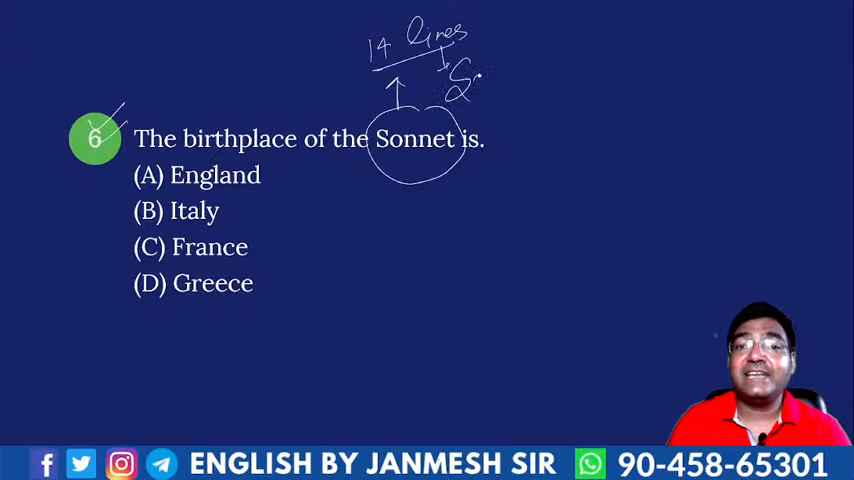 14 lines
6 The birthplace of the Sonnet is.
(A) England
(B) Italy
(C) France
(D) Greece
ENGLISH BY JANMESH SIR 90-458-65301